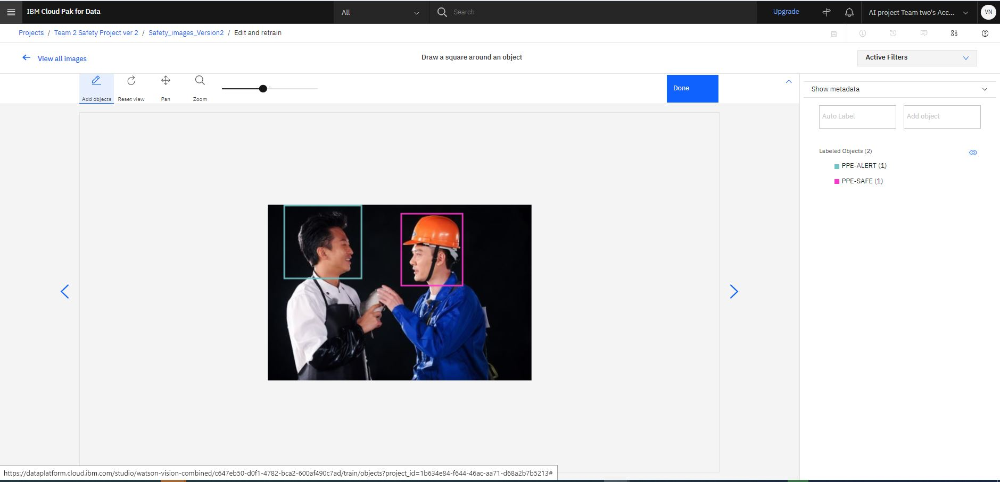 IBM Cloud Pak for Data
All
Search
Upgrade
AI project Team two's Acc...
VN
Projects / Team 2 Safety Project ver 2 / Safety_images_Version2 / Edit and retrain
View all images
Draw a square around an object
Active Filters
Add objects
Reset view
Pan
Zoom
Done
Show metadata
Auto Label
Add object
Labeled Objects (2)
PPE-ALERT (1)
PPE-SAFE (1)
https://dataplatform.cloud.ibm.com/studio/watson-vision-combined/c647eb50-d0f1-4782-bca2-600af490c7ad/train/objects?project_id=1b634e84-f644-46ac-aa71-d68a2b7b5213#